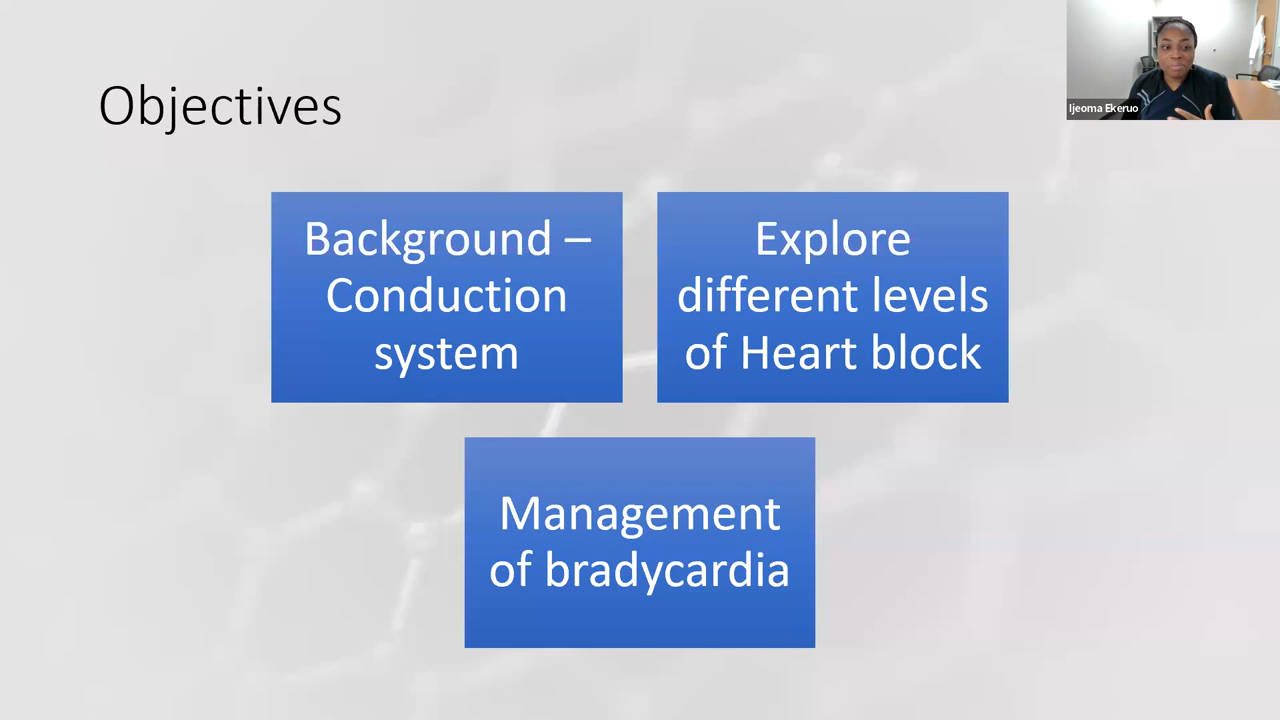 Objectives
Ijeoma Ekeruo
Background –
Conduction
system
Explore
different levels
of Heart block
Management
of bradycardia